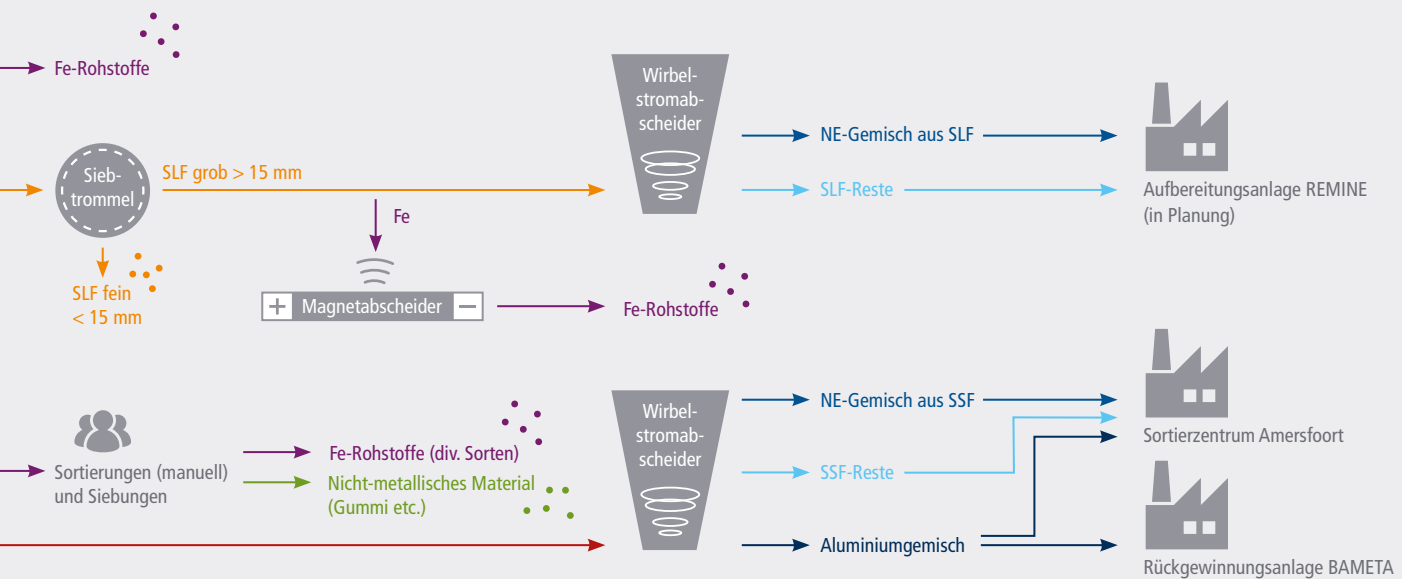 Fe-Rohstoffe
Sieb-
trommel
SLF grob > 15 mm
Fe
SLF fein
< 15 mm
+ Magnetabscheider −
Fe-Rohstoffe
Wirbel-
stromab-
scheider
NE-Gemisch aus SLF
SLF-Reste
Aufbereitungsanlage REMINE
(in Planung)
Sortierungen (manuell)
und Siebungen
Fe-Rohstoffe (div. Sorten)
Nicht-metallisches Material
(Gummi etc.)
Wirbel-
stromab-
scheider
NE-Gemisch aus SSF
SSF-Reste
Aluminiumgemisch
Sortierzentrum Amersfoort
Rückgewinnungsanlage BAMETA